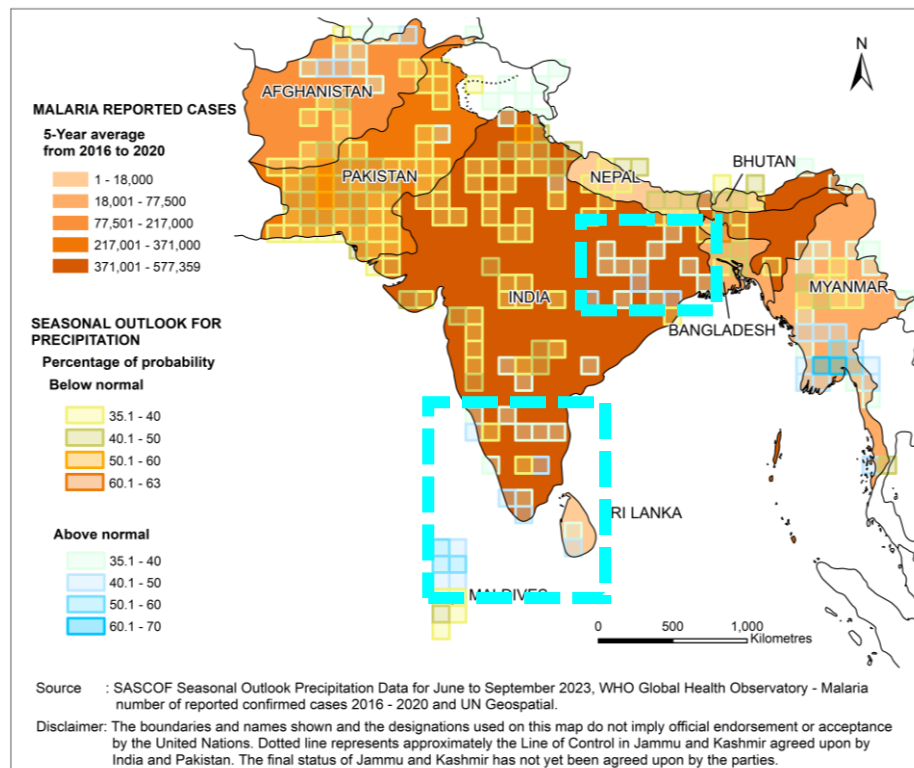 N
MALARIA REPORTED CASES
5-Year average
from 2016 to 2020
1 - 18,000
18,001 - 77,500
77,501 - 217,000
217,001 - 371,000
371,001 - 577,359
SEASONAL OUTLOOK FOR
PRECIPITATION
Percentage of probability
Below normal
35.1 - 40
40.1 - 50
50.1 - 60
60.1 - 63
Above normal
35.1 - 40
40.1 - 50
50.1 - 60
60.1 - 70
AFGHANISTAN
PAKISTAN
NEPAL
BHUTAN
INDIA
BANGLADESH
MYANMAR
RI LANKA
MALDIVES
0 500 1,000
Kilometres
Source : SASCOF Seasonal Outlook Precipitation Data for June to September 2023, WHO Global Health Observatory - Malaria
number of reported confirmed cases 2016 - 2020 and UN Geospatial.
Disclaimer: The boundaries and names shown and the designations used on this map do not imply official endorsement or acceptance
by the United Nations. Dotted line represents approximately the Line of Control in Jammu and Kashmir agreed upon by
India and Pakistan. The final status of Jammu and Kashmir has not yet been agreed upon by the parties.